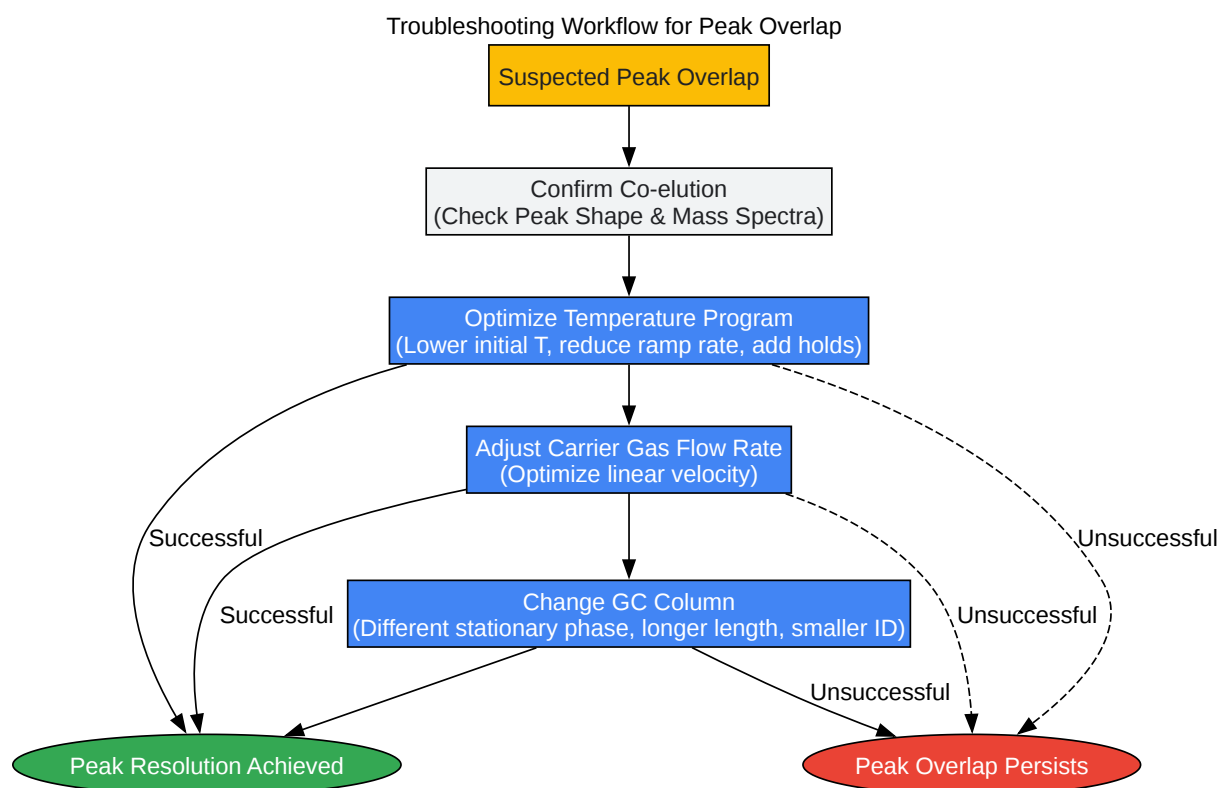 Troubleshooting Workflow for Peak Overlap
Suspected Peak Overlap
Confirm Co-elution
(Check Peak Shape & Mass Spectra)
Optimize Temperature Program
(Lower initial T, reduce ramp rate, add holds)
Adjust Carrier Gas Flow Rate
(Optimize linear velocity)
Successful
Unsuccessful
Change GC Column
(Different stationary phase, longer length, smaller ID)
Successful
Unsuccessful
Unsuccessful
Peak Resolution Achieved
Peak Overlap Persists